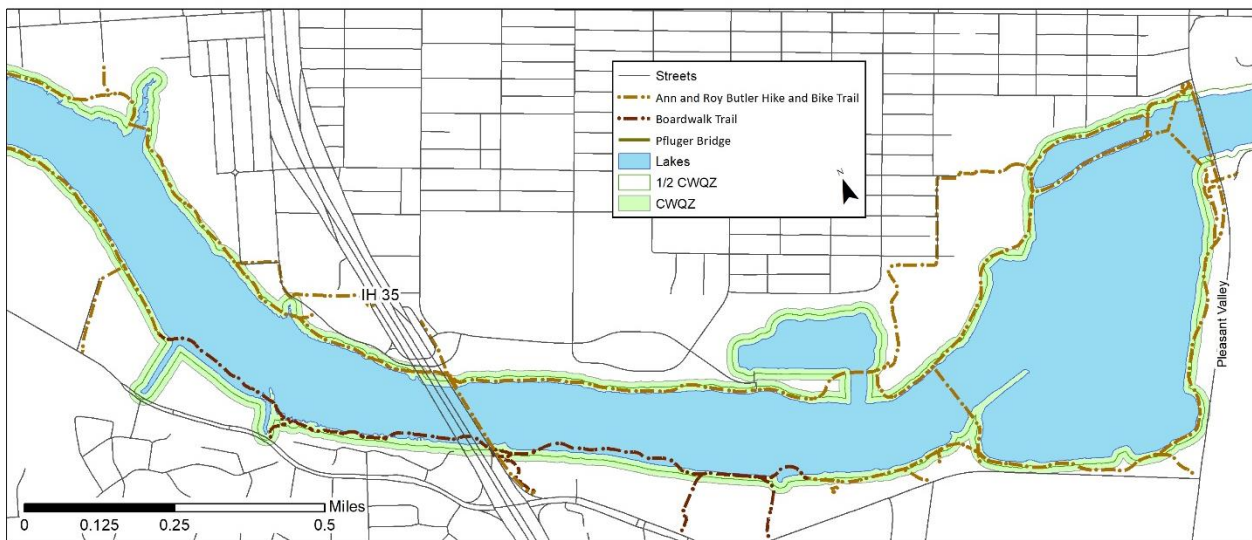 Streets
Ann and Roy Butler Hike and Bike Trail
Boardwalk Trail
Pfluger Bridge
Lakes
1/2 CWQZ
CWQZ
N
IH 35
Pleasant Valley
Miles
0 0.125 0.25 0.5